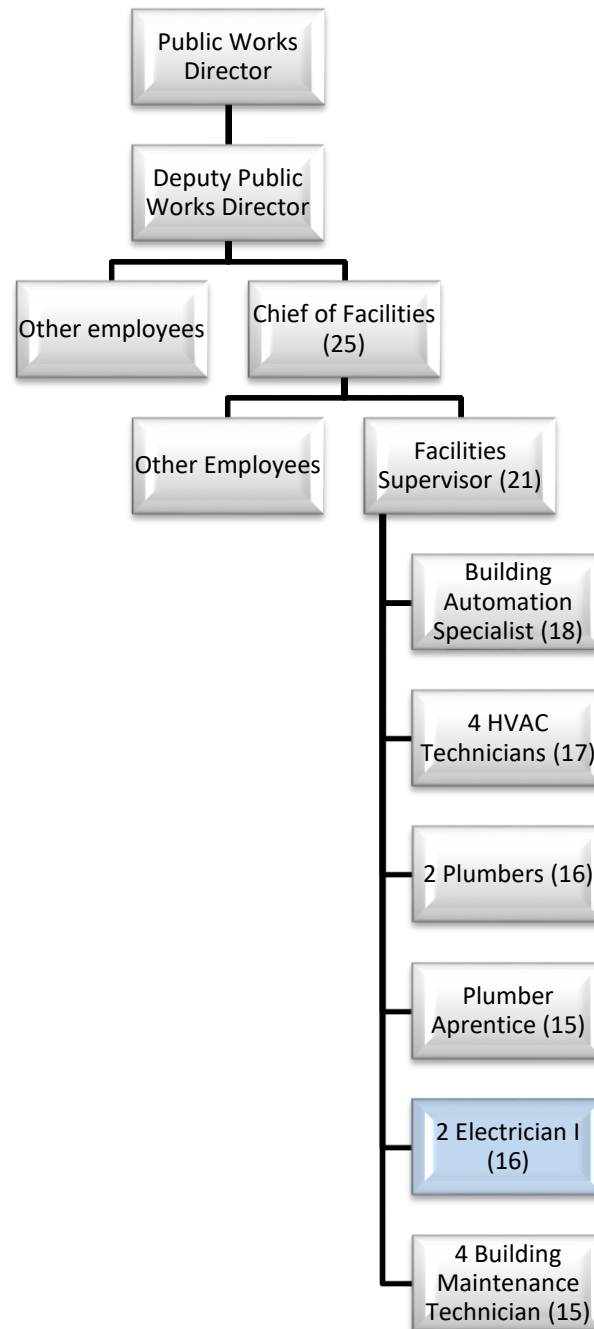 Public Works
Director
Deputy Public
Works Director
Other employees
Chief of Facilities
(25)
Other Employees
Facilities
Supervisor (21)
Building
Automation
Specialist (18)
4 HVAC
Technicians (17)
2 Plumbers (16)
Plumber
Aprentice (15)
2 Electrician I
(16)
4 Building
Maintenance
Technician (15)